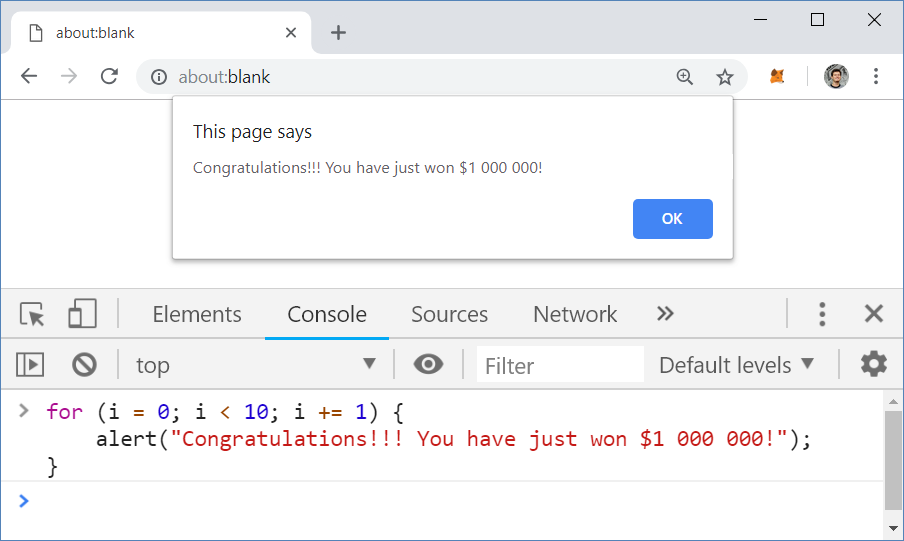 about:blank
about:blank
This page says
Congratulations!!! You have just won $1 000 000!
OK
Elements Console Sources Network
top Filter Default levels
for (i = 0; i < 10; i += 1) {
    alert("Congratulations!!! You have just won $1 000 000!");
}